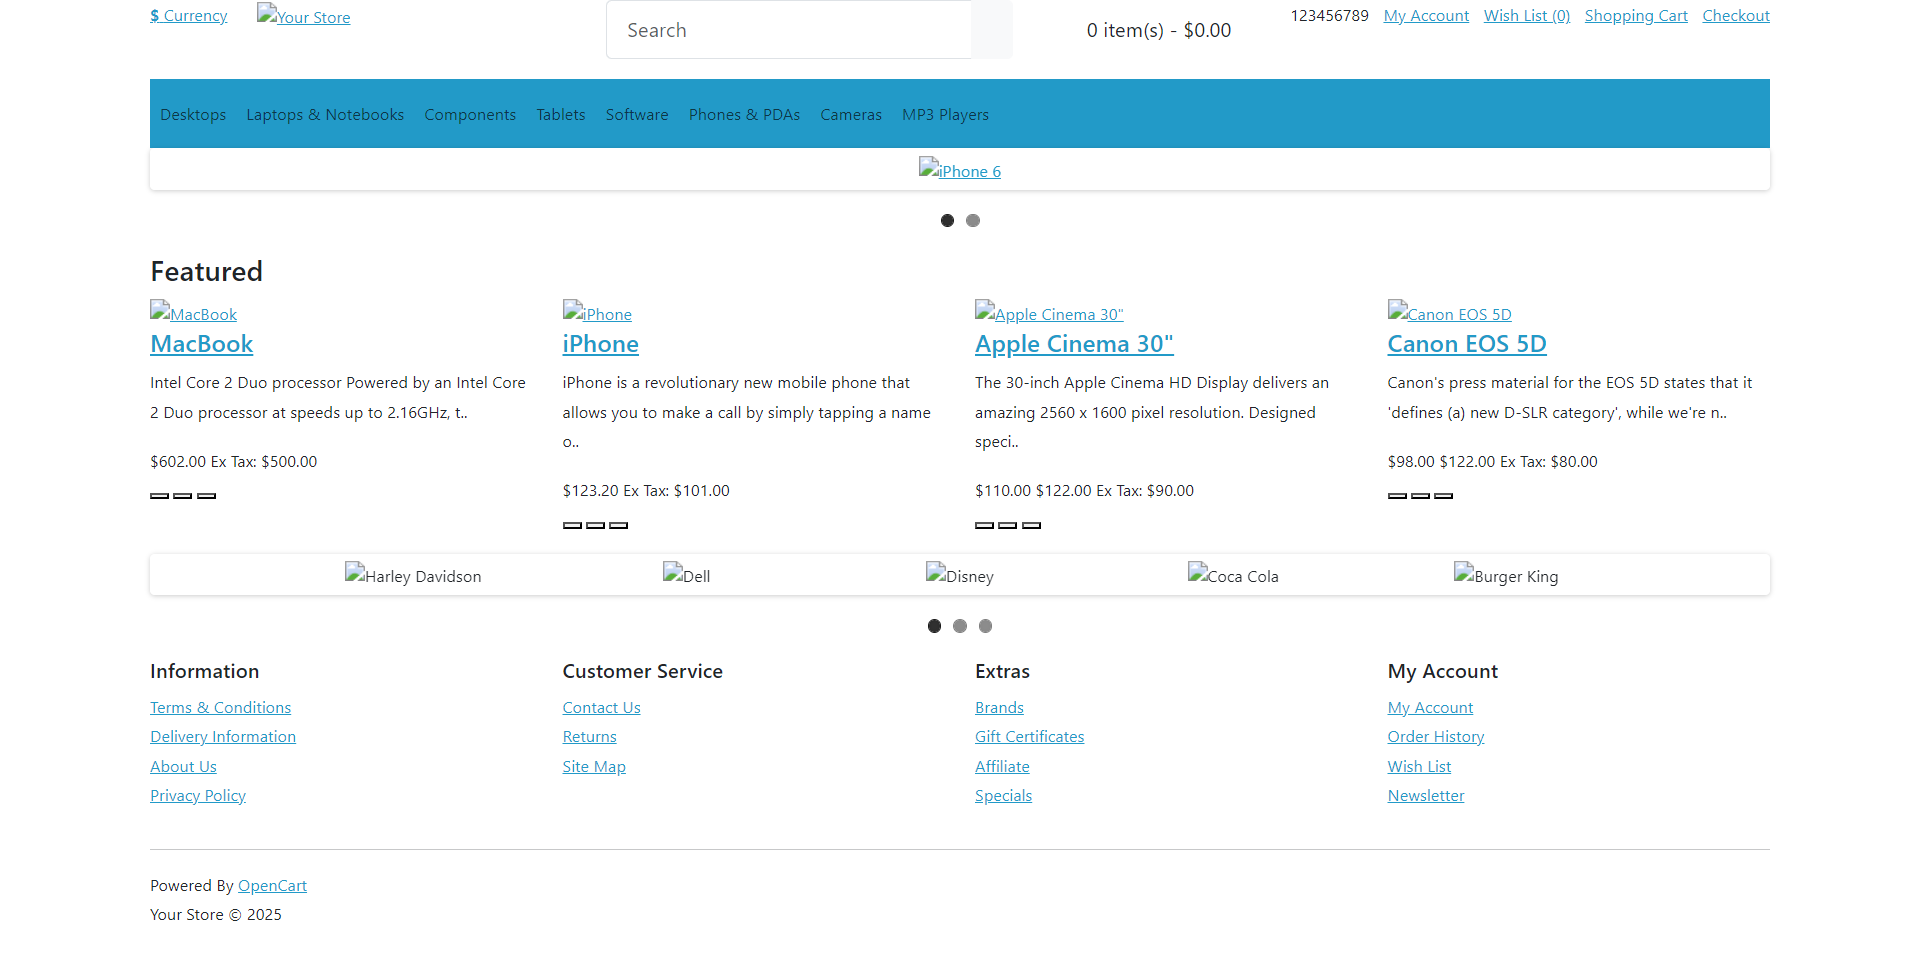 $ Currency
Your Store
Search
0 item(s) - $0.00
123456789 My Account Wish List (0) Shopping Cart Checkout
Desktops Laptops & Notebooks Components Tablets Software Phones & PDAs Cameras MP3 Players
iPhone 6
Featured
MacBook
MacBook
Intel Core 2 Duo processor Powered by an Intel Core
2 Duo processor at speeds up to 2.16GHz, t..
$602.00 Ex Tax: $500.00
iPhone
iPhone
iPhone is a revolutionary new mobile phone that
allows you to make a call by simply tapping a name
o..
$123.20 Ex Tax: $101.00
Apple Cinema 30"
Apple Cinema 30"
The 30-inch Apple Cinema HD Display delivers an
amazing 2560 x 1600 pixel resolution. Designed
speci..
$110.00 $122.00 Ex Tax: $90.00
Canon EOS 5D
Canon EOS 5D
Canon's press material for the EOS 5D states that it
'defines (a) new D-SLR category', while we're n..
$98.00 $122.00 Ex Tax: $80.00
Harley Davidson Dell Disney Coca Cola Burger King
Information
Terms & Conditions
Delivery Information
About Us
Privacy Policy
Customer Service
Contact Us
Returns
Site Map
Extras
Brands
Gift Certificates
Affiliate
Specials
My Account
My Account
Order History
Wish List
Newsletter
Powered By OpenCart
Your Store © 2025